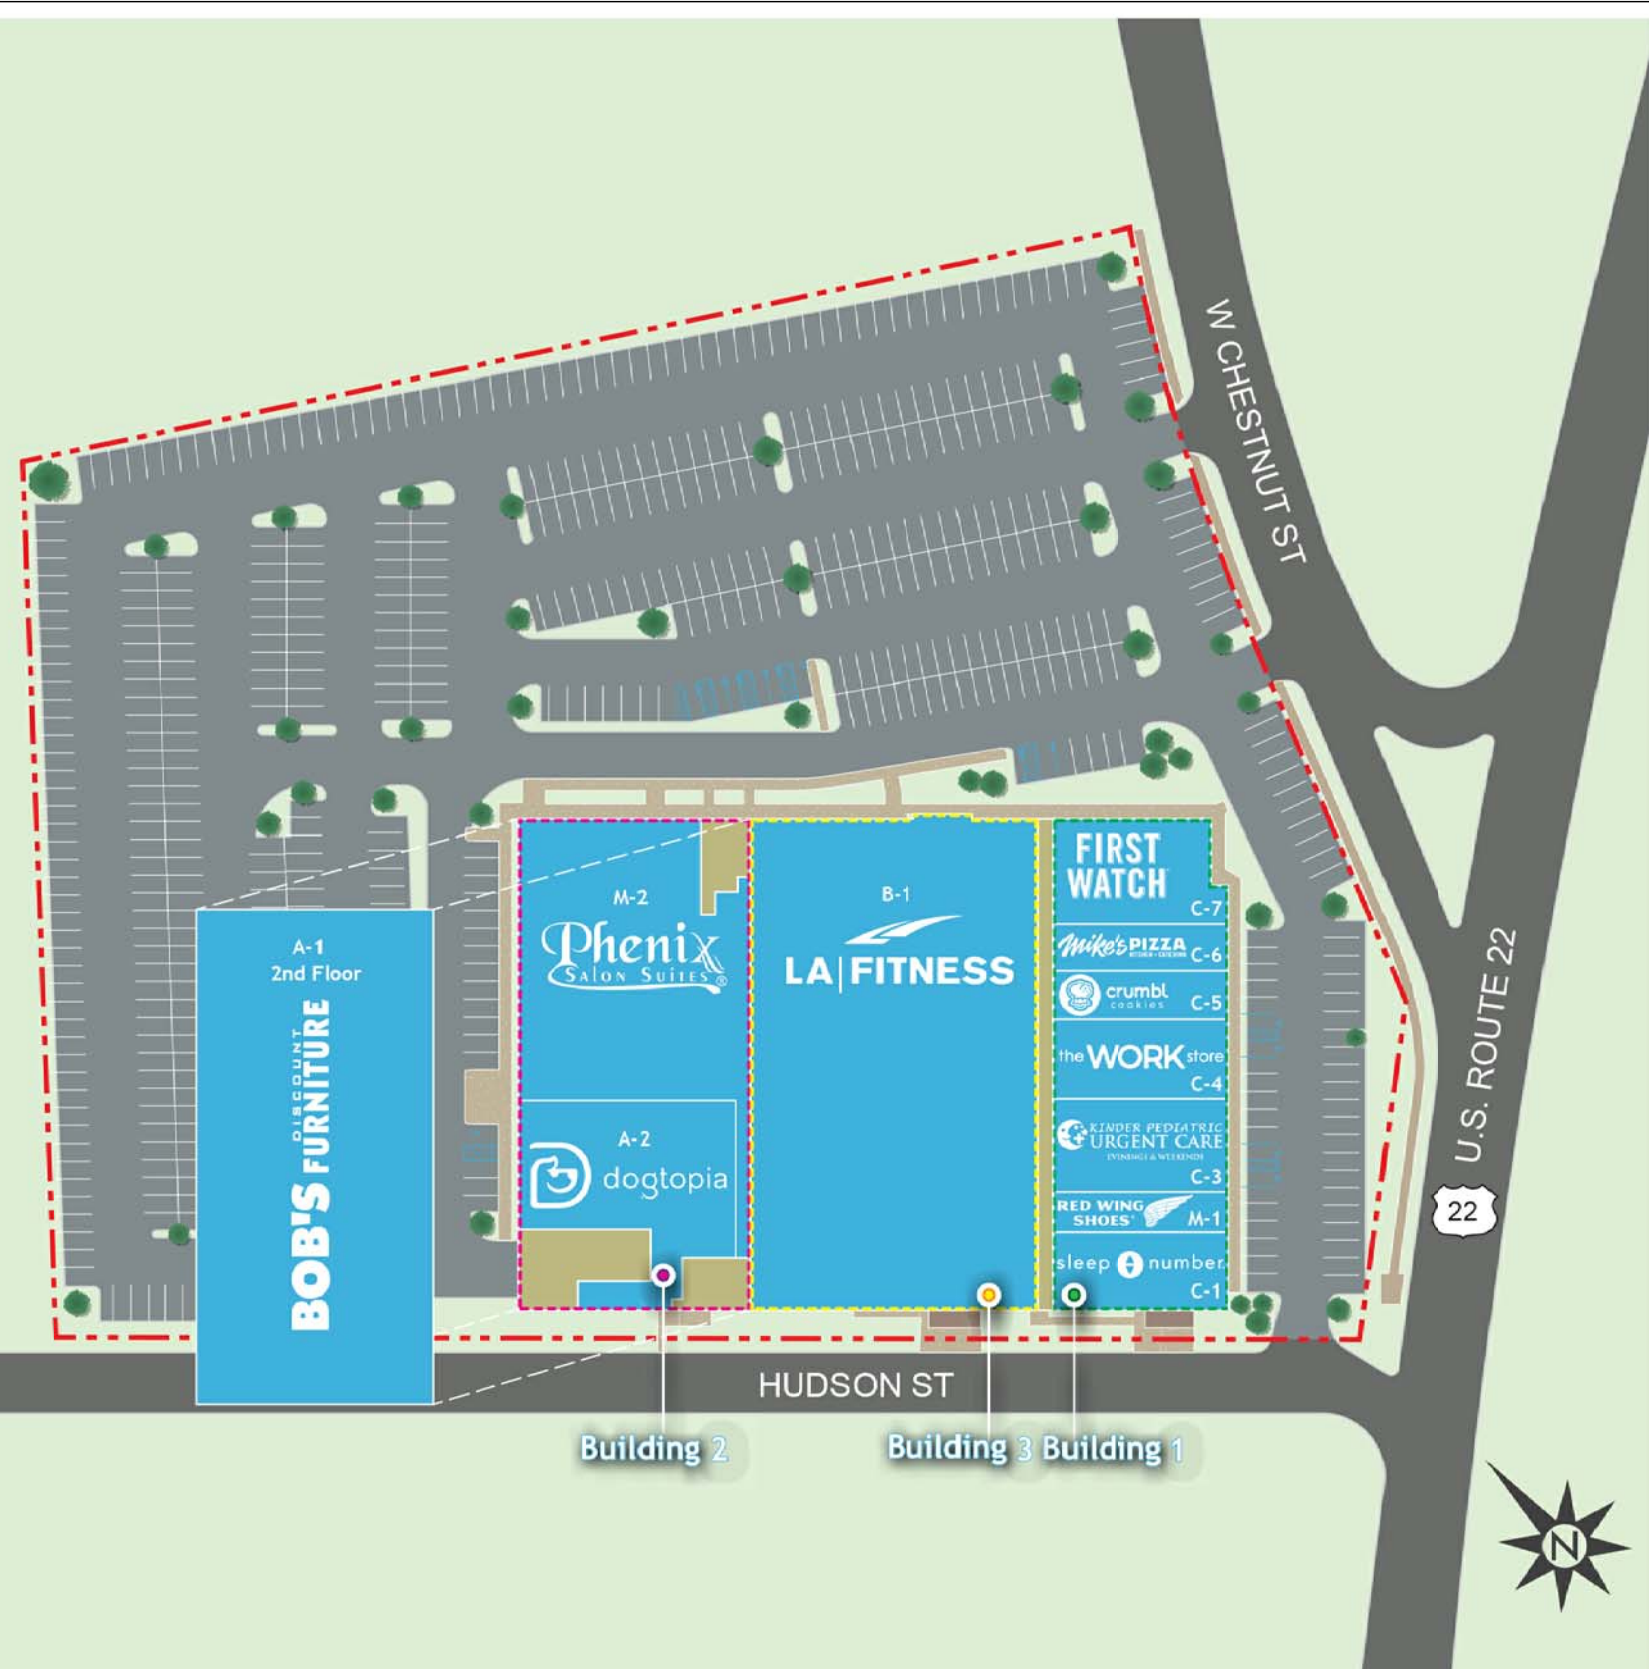 W CHESTNUT ST
FIRST
WATCH
C-7
M-2
Phenix
SALON SUITES®
B-1
LA|FITNESS
Mike's PIZZA
C-6
crumbl
cookies
C-5
A-1
2nd Floor
BOB'S DISCOUNT
FURNITURE
the WORK store
C-4
A-2
dogtopia
KINDER PEDIATRIC
URGENT CARE
EVENINGS & WEEKENDS
C-3
RED WING
SHOES
M-1
sleep number
C-1
U.S. ROUTE 22
22
HUDSON ST
Building 2
Building 3
Building 1
N